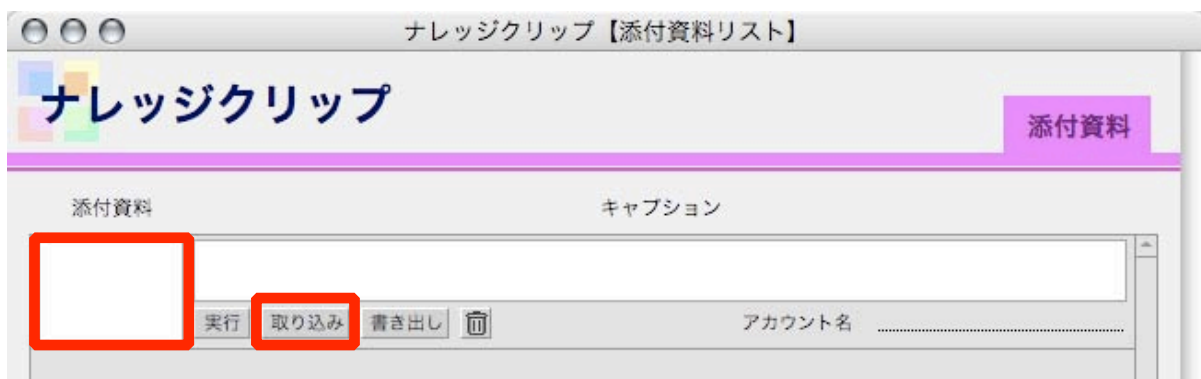 ナレッジクリップ【添付資料リスト】
ナレッジクリップ
添付資料
添付資料 キャプション
実行 取り込み 書き出し アカウント名